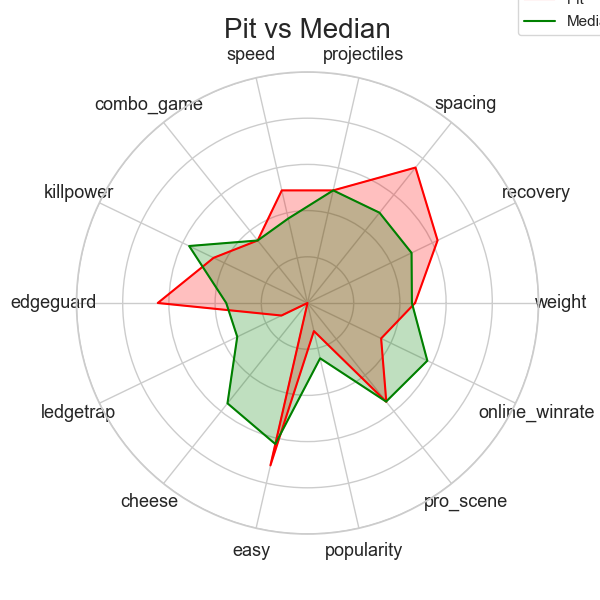 Pit vs Median
speed
projectiles
combo_game
spacing
killpower
recovery
edgeguard
weight
ledgetrap
online_winrate
cheese
pro_scene
easy
popularity